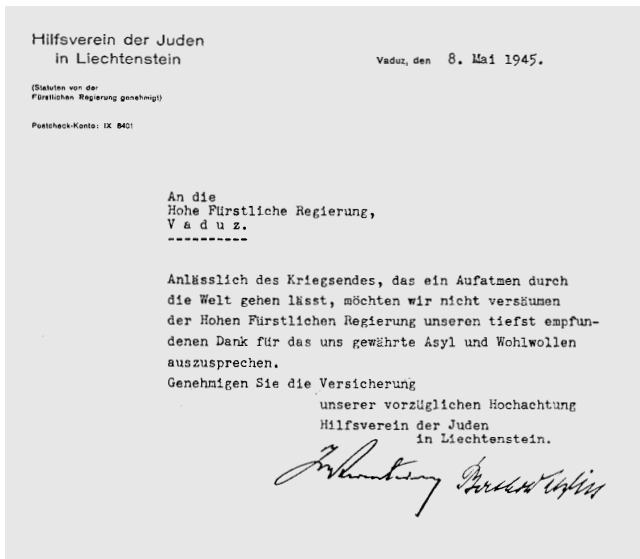 Hilfsverein der Juden
in Liechtenstein
Vaduz, den 8. Mai 1945.
(Statuten von der
Fürstlichen Regierung genehmigt)
Postcheck-Konto: IX 8401
An die
Hohe Fürstliche Regierung,
V a d u z.
----------
Anlässlich des Kriegsendes, das ein Aufatmen durch
die Welt gehen lässt, möchten wir nicht versäumen
der Hohen Fürstlichen Regierung unseren tiefst empfun-
denen Dank für das uns gewährte Asyl und Wohlwollen
auszusprechen.
Genehmigen Sie die Versicherung
unserer vorzüglichen Hochachtung
Hilfsverein der Juden
in Liechtenstein.